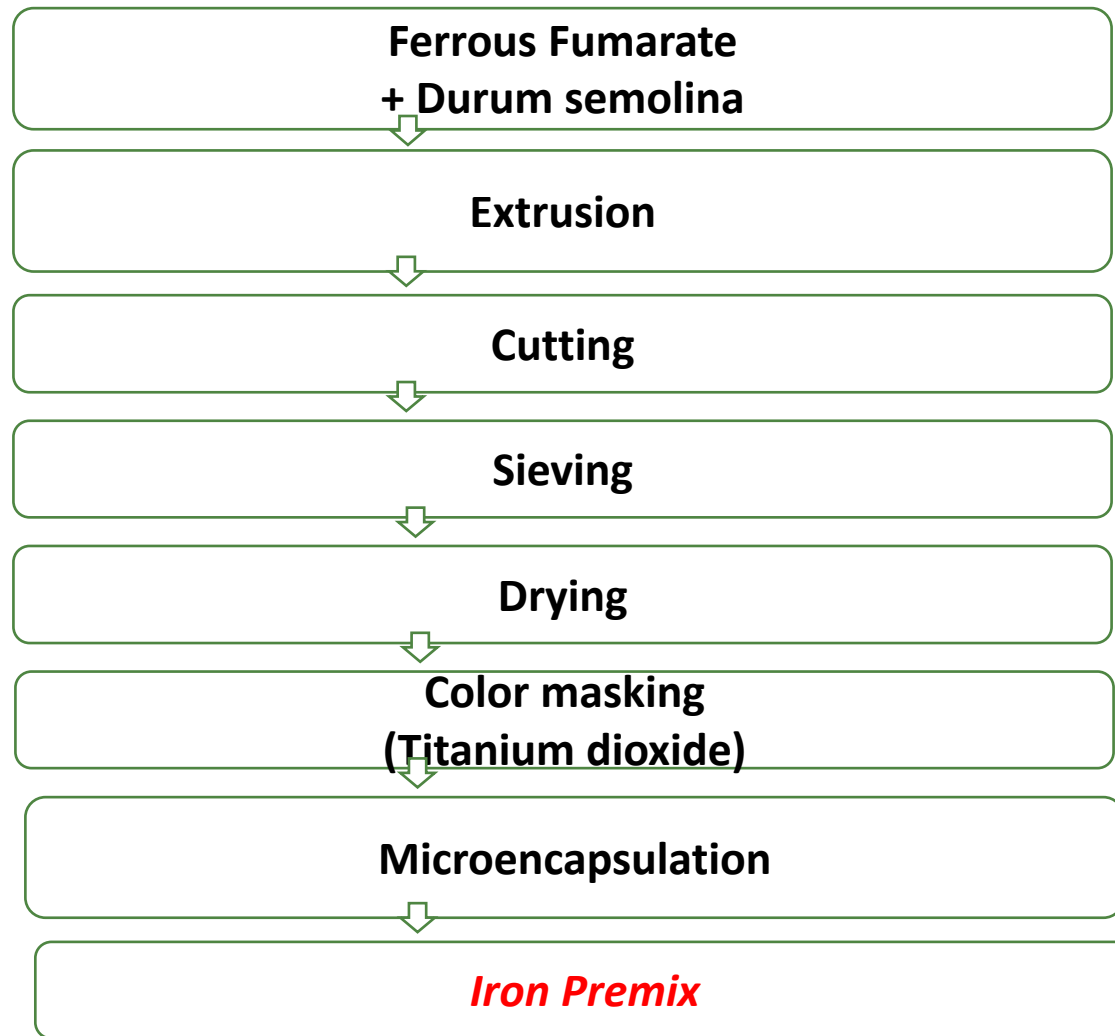 Ferrous Fumarate
+ Durum semolina
Extrusion
Cutting
Sieving
Drying
Color masking
(Titanium dioxide)
Microencapsulation
Iron Premix